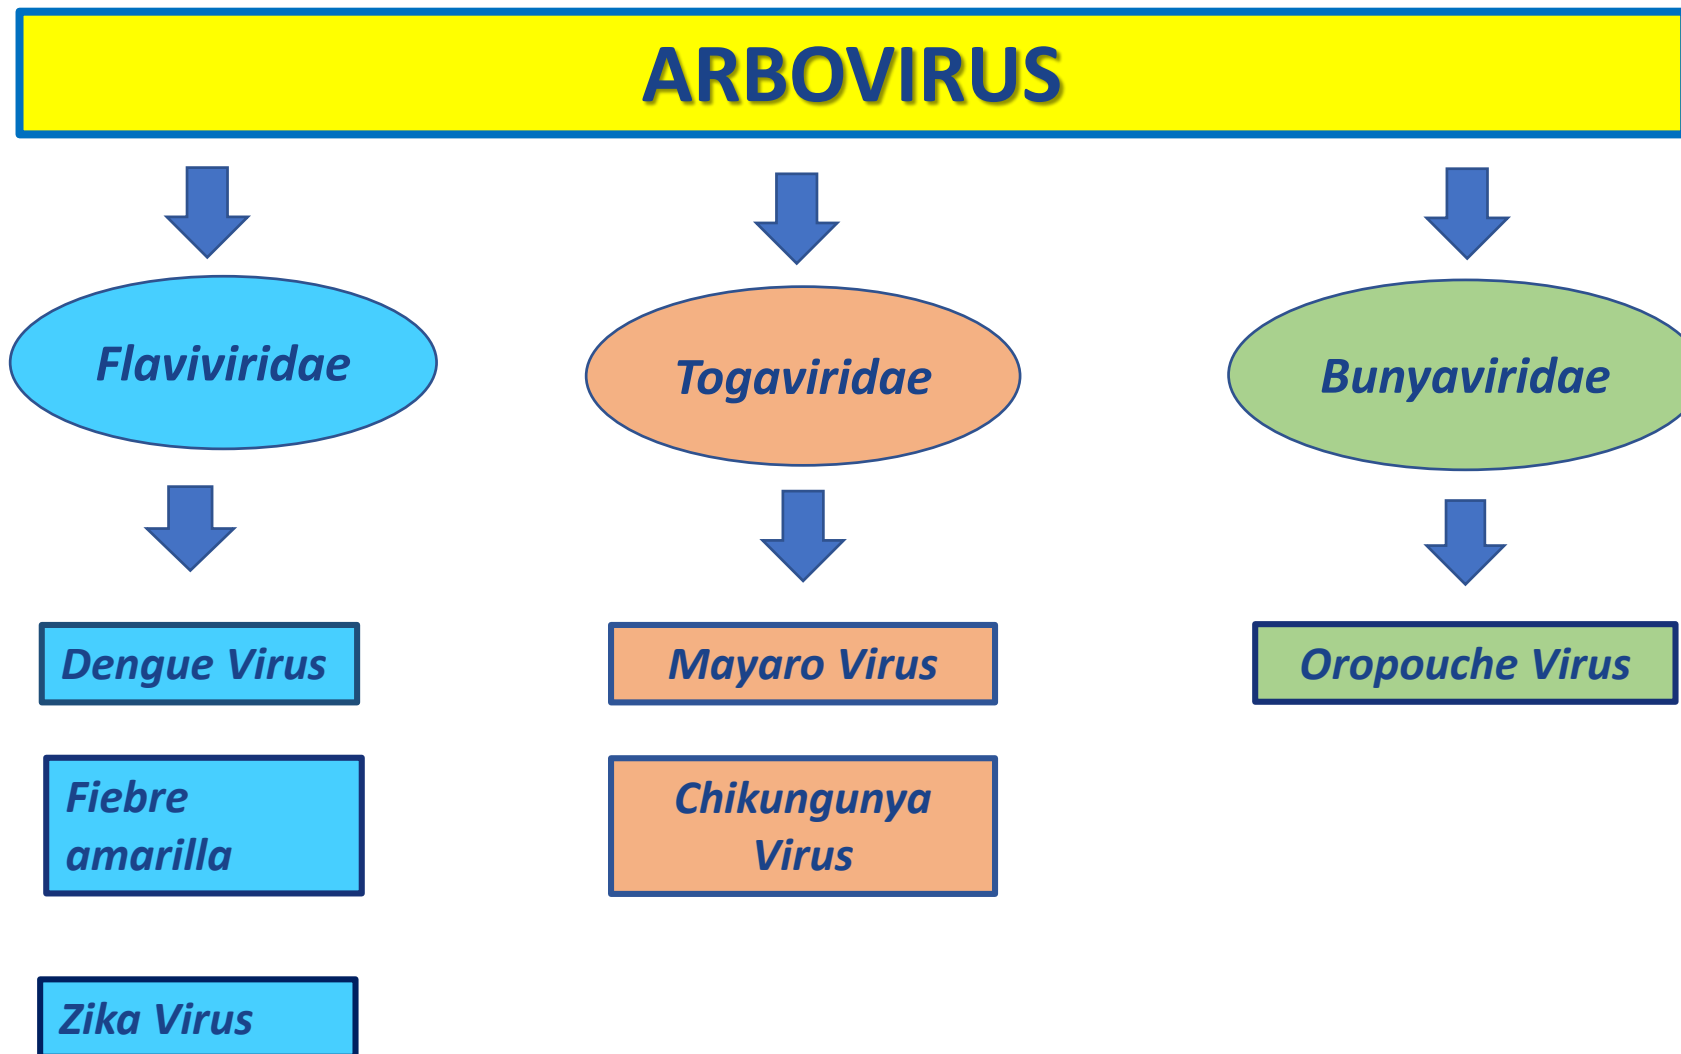 ARBOVIRUS
Flaviviridae
Togaviridae
Bunyaviridae
Dengue Virus
Mayaro Virus
Oropouche Virus
Fiebre
amarilla
Chikungunya
Virus
Zika Virus